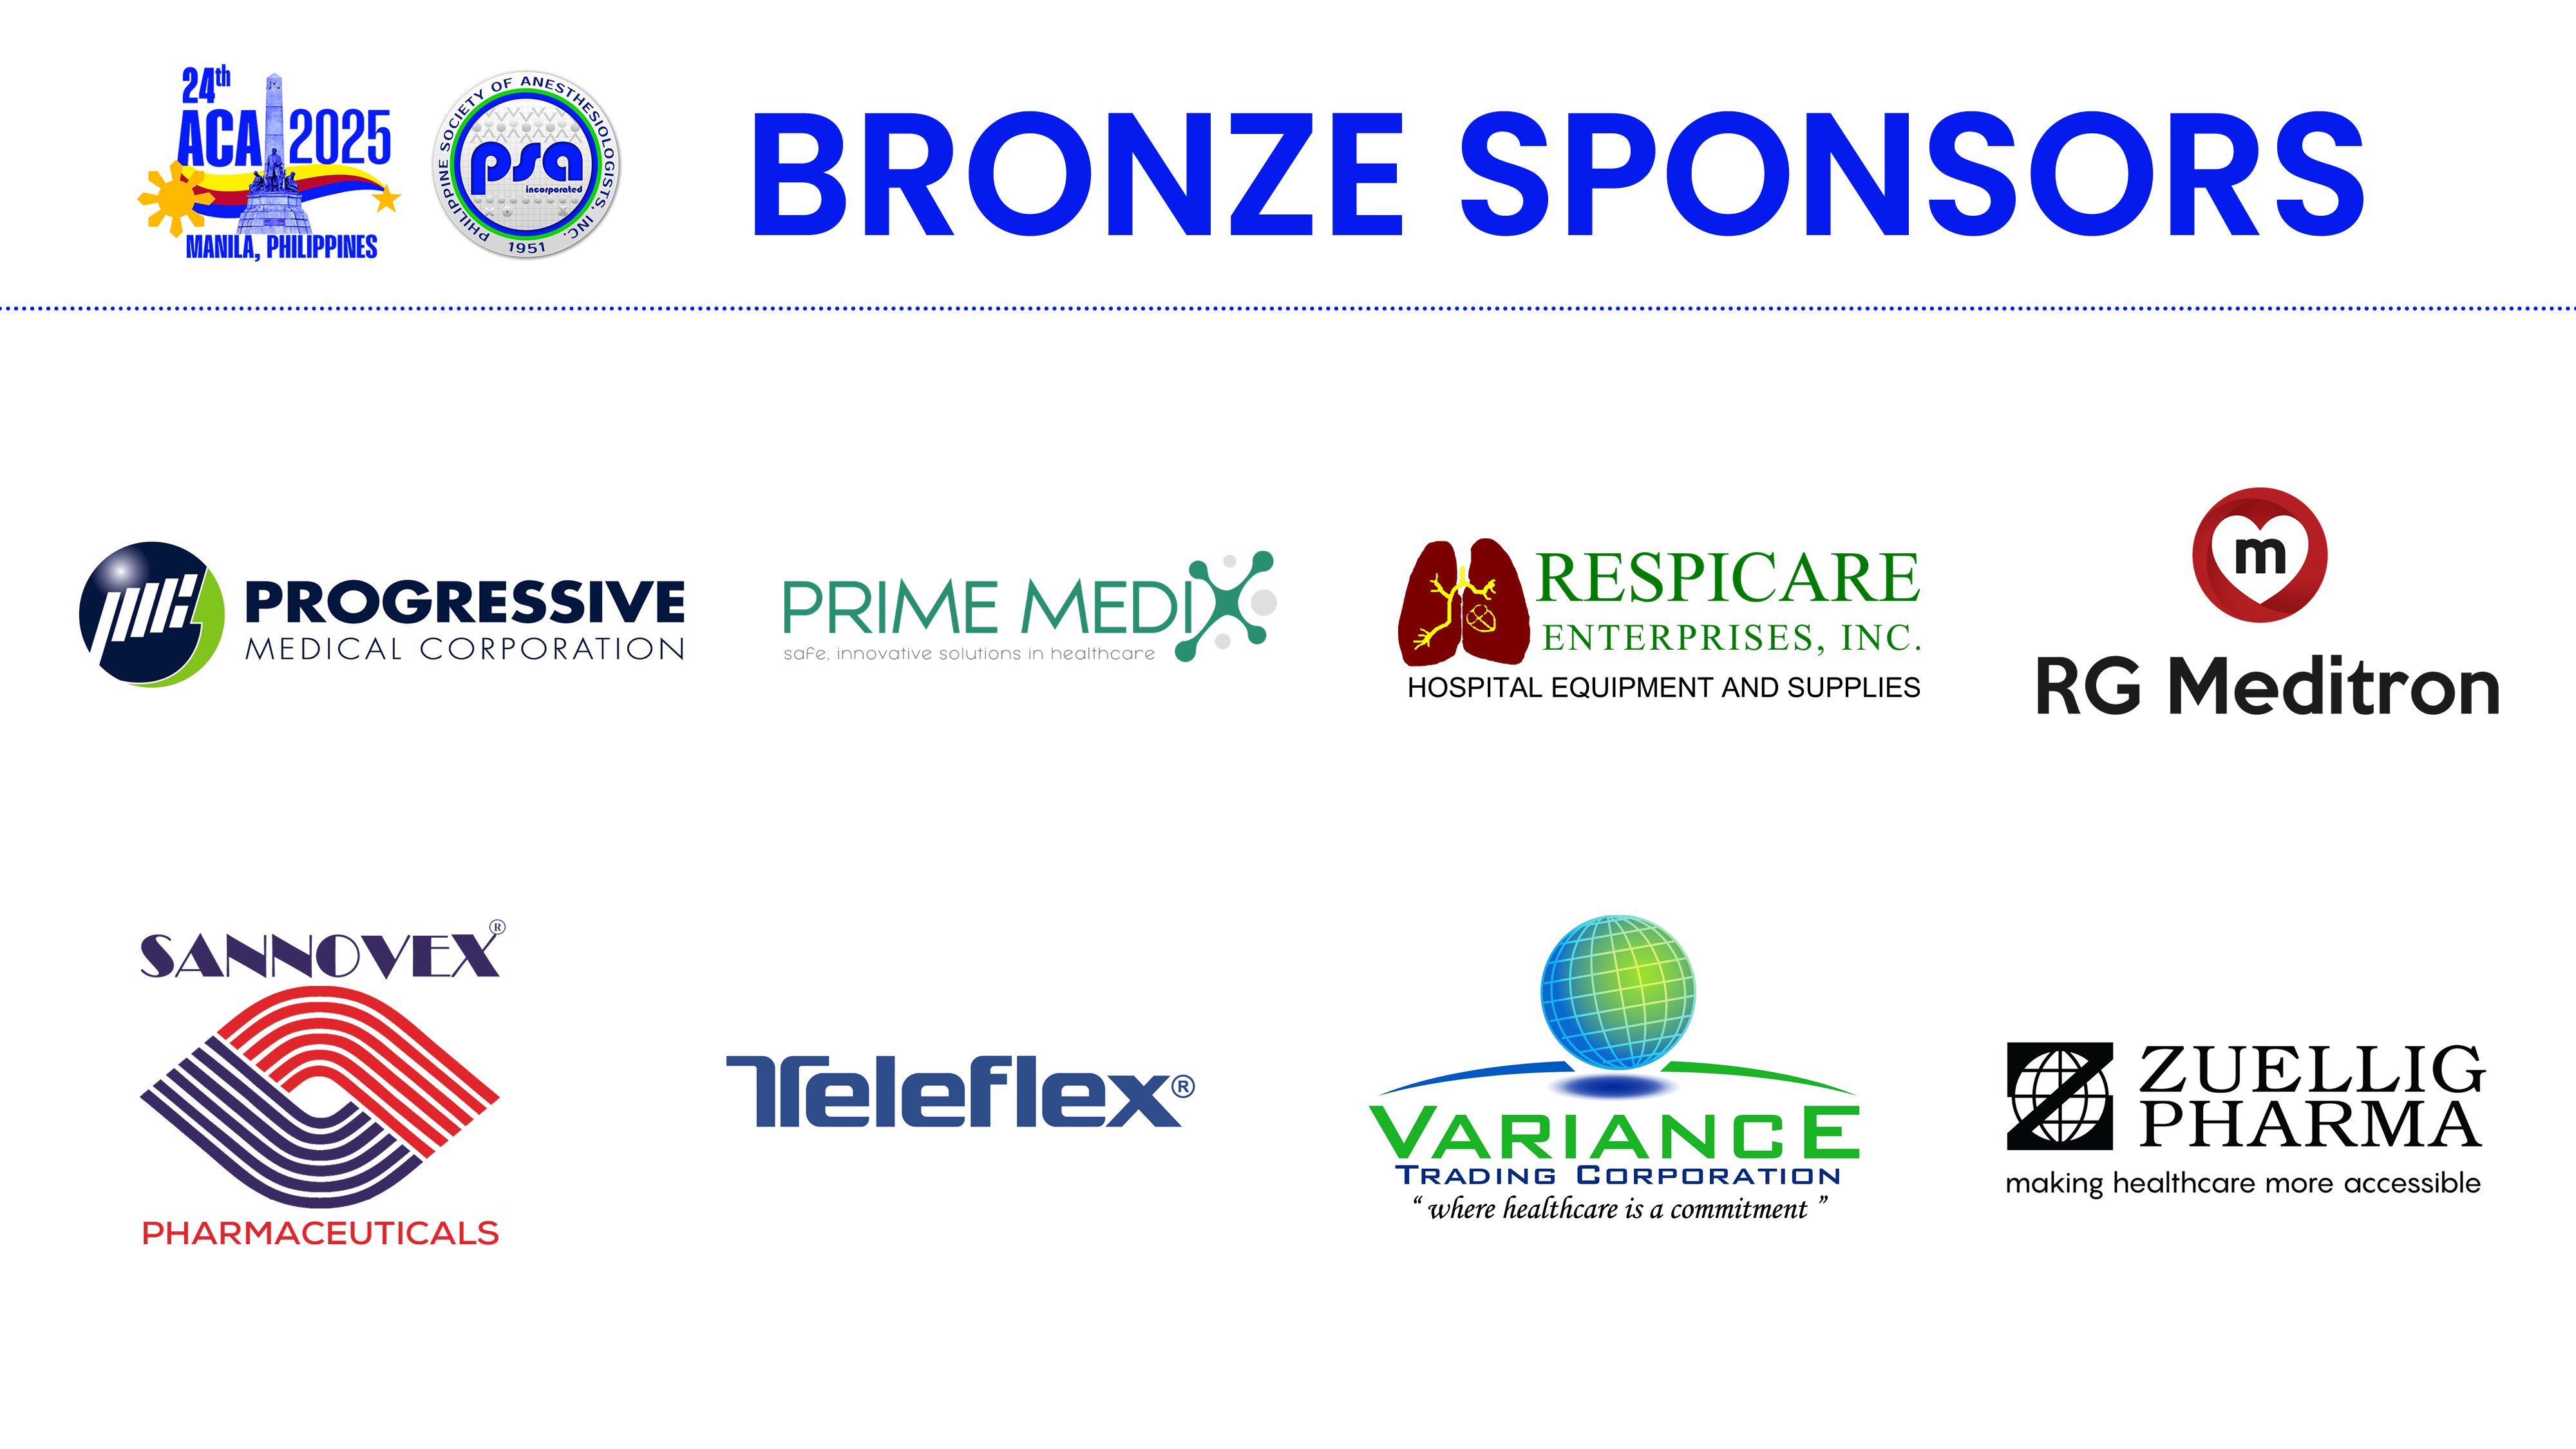 24th
ACA 2025
MANILA, PHILIPPINES
PHILIPPINE SOCIETY OF ANESTHESIOLOGISTS, INC.
psa
incorporated
1951
BRONZE SPONSORS
PMC
PROGRESSIVE
MEDICAL CORPORATION
PRIME MEDIX
safe, innovative solutions in healthcare
RESPICARE
ENTERPRISES, INC.
HOSPITAL EQUIPMENT AND SUPPLIES
m
RG Meditron
SANNOVEX®
PHARMACEUTICALS
Teleflex®
VARIANCE
TRADING CORPORATION
“ where healthcare is a commitment ”
Z
ZUELLIG
PHARMA
making healthcare more accessible